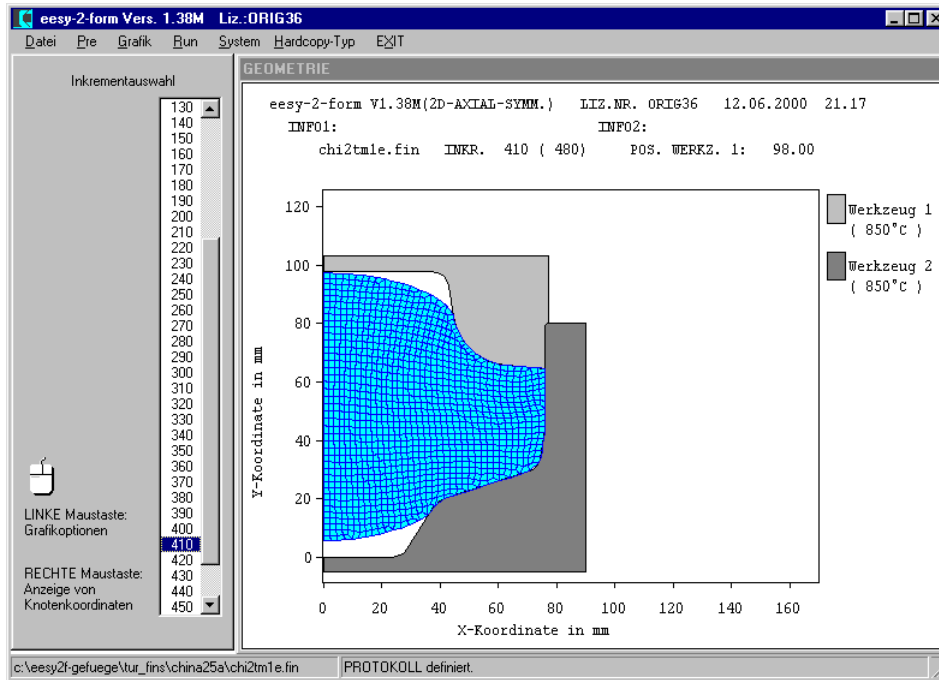 eesy-2-form Vers. 1.38M Liz.:ORIG36
Datei Pre Grafik Run System Hardcopy-Typ EXIT
Inkrementauswahl
130
140
150
160
170
180
190
200
210
220
230
240
250
260
270
280
290
300
310
320
330
340
350
360
370
380
390
400
410
420
430
440
450
LINKE Maustaste:
Grafikoptionen
RECHTE Maustaste:
Anzeige von
Knotenkoordinaten
GEOMETRIE
eesy-2-form V1.38M(2D-AXIAL-SYMM.) LIZ.NR. ORIG36 12.06.2000 21.17
INFO1: INFO2:
chi2tm1e.fin INKR. 410 ( 480) POS. WERKZ. 1: 98.00
Werkzeug 1
( 850°C )
Werkzeug 2
( 850°C )
Y-Koordinate in mm
120
100
80
60
40
20
0
0 20 40 60 80 100 120 140 160
X-Koordinate in mm
c:\eesy2f-gefuege\tur_fins\china25a\chi2tm1e.fin PROTOKOLL definiert.